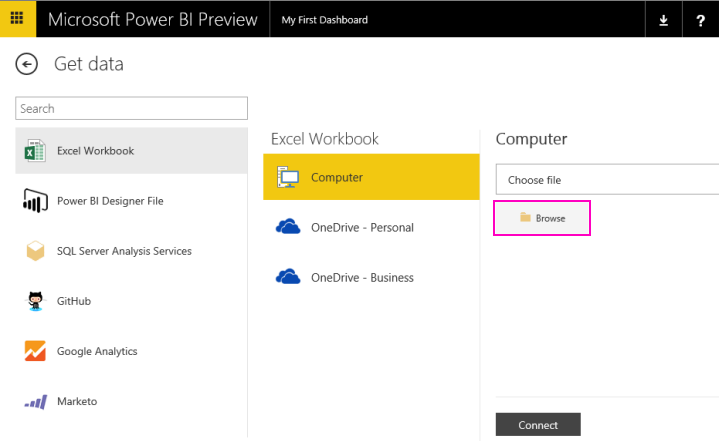 Microsoft Power BI Preview
My First Dashboard
?
Get data
Search
Excel Workbook
Power BI Designer File
SQL Server Analysis Services
GitHub
Google Analytics
Marketo
Excel Workbook
Computer
OneDrive - Personal
OneDrive - Business
Computer
Choose file
Browse
Connect